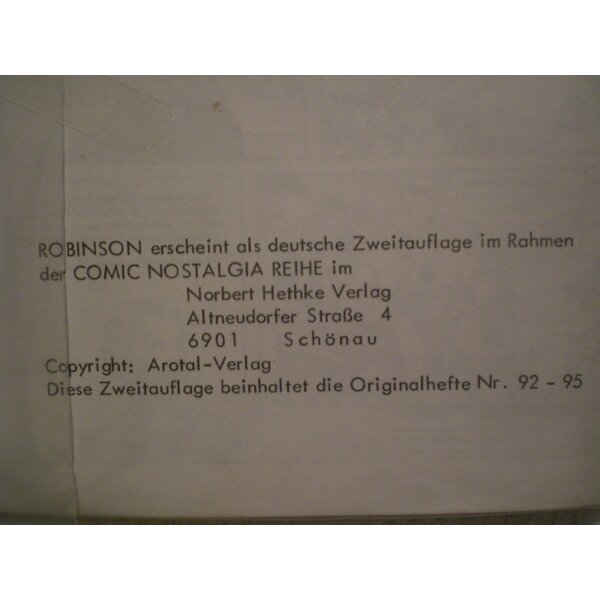 ROBINSON erscheint als deutsche Zweitauflage im Rahmen
der COMIC NOSTALGIA REIHE im
Norbert Hethke Verlag
Altneudorfer Straße 4
6901 Schönau
Copyright: Arotal-Verlag
Diese Zweitauflage beinhaltet die Originalhefte Nr. 92 - 95